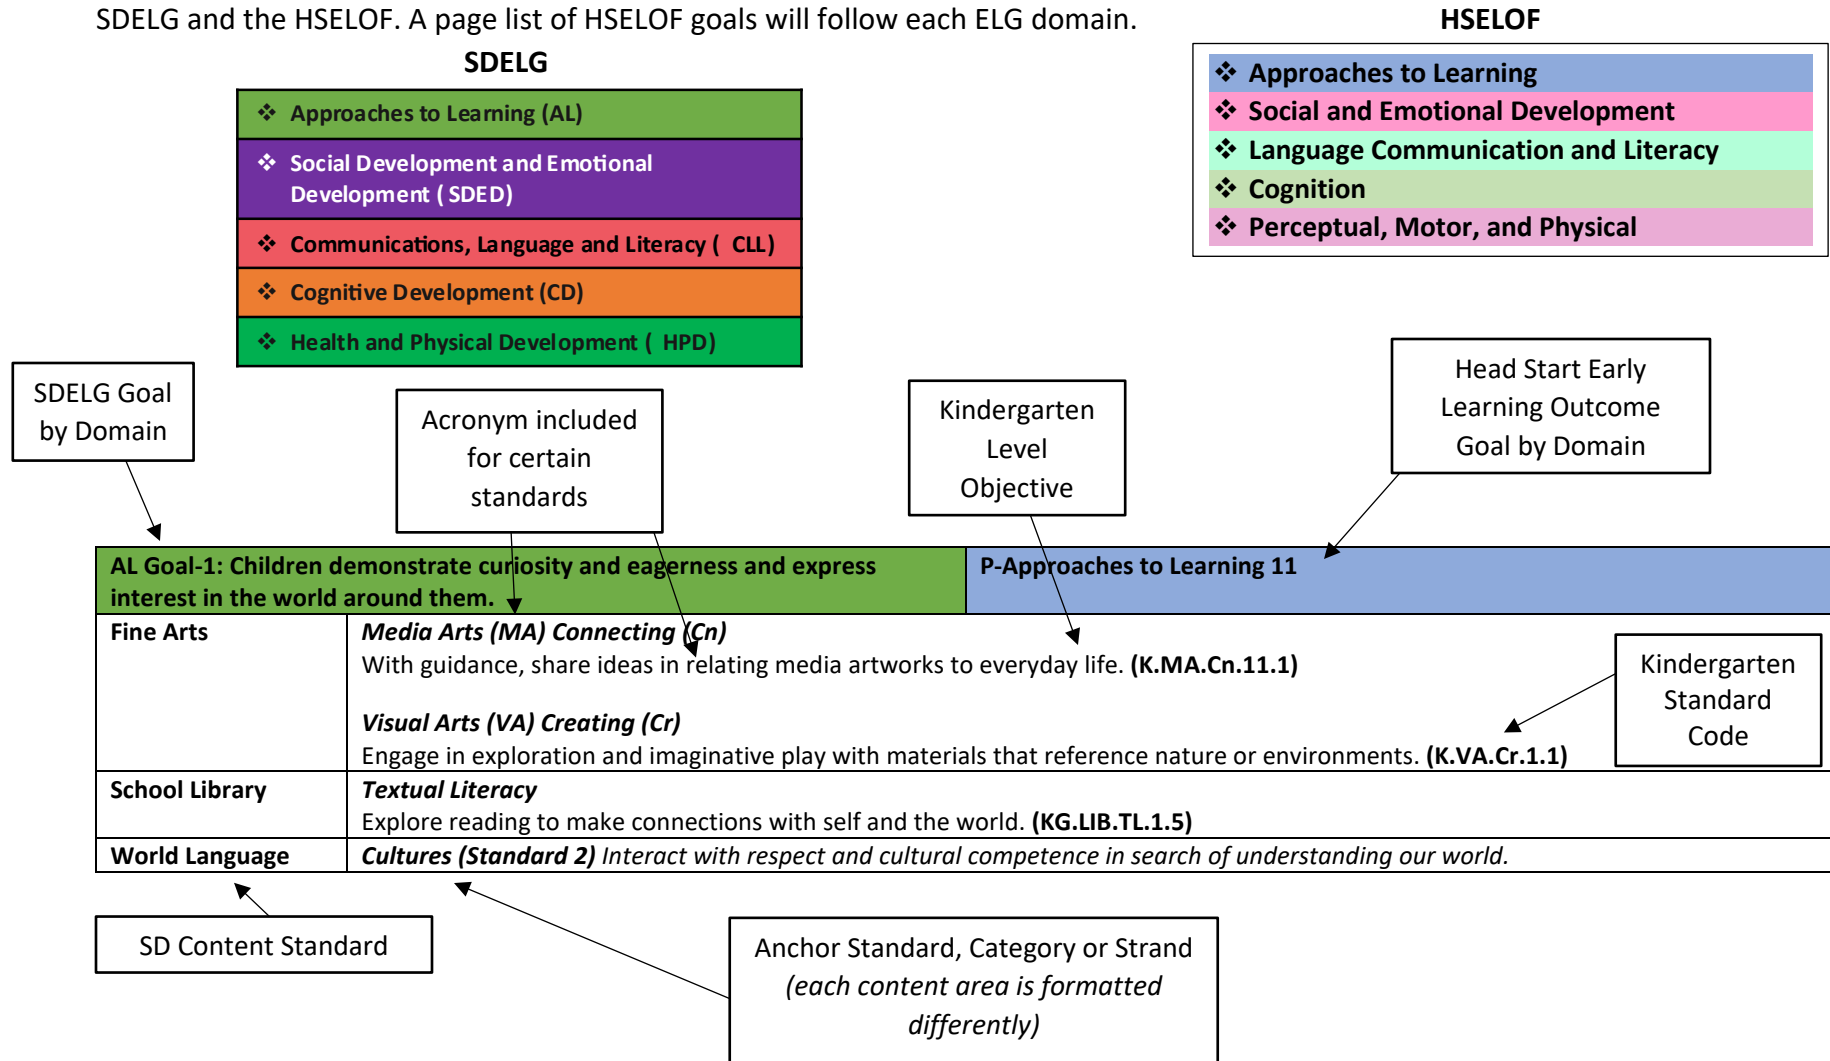 SDELG and the HSELOF. A page list of HSELOF goals will follow each ELG domain.
SDELG
❖ Approaches to Learning (AL)
❖ Social Development and Emotional
Development ( SDED)
❖ Communications, Language and Literacy ( CLL)
❖ Cognitive Development (CD)
❖ Health and Physical Development ( HPD)
HSELOF
❖ Approaches to Learning
❖ Social and Emotional Development
❖ Language Communication and Literacy
❖ Cognition
❖ Perceptual, Motor, and Physical
SDELG Goal
by Domain
Acronym included
for certain
standards
Kindergarten
Level
Objective
Head Start Early
Learning Outcome
Goal by Domain
AL Goal-1: Children demonstrate curiosity and eagerness and express
interest in the world around them.
P-Approaches to Learning 11
Fine Arts
Media Arts (MA) Connecting (Cn)
With guidance, share ideas in relating media artworks to everyday life. (K.MA.Cn.11.1)
Visual Arts (VA) Creating (Cr)
Engage in exploration and imaginative play with materials that reference nature or environments. (K.VA.Cr.1.1)
Kindergarten
Standard
Code
School Library
Textual Literacy
Explore reading to make connections with self and the world. (KG.LIB.TL.1.5)
World Language
Cultures (Standard 2) Interact with respect and cultural competence in search of understanding our world.
SD Content Standard
Anchor Standard, Category or Strand
(each content area is formatted
differently)